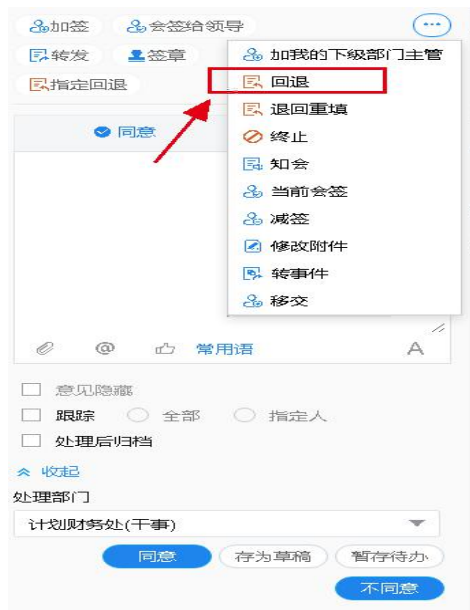 加签 会签给领导 ...
转发 签章
指定回退
加我的下级部门主管
回退
退回重填
终止
知会
当前会签
减签
修改附件
转事件
移交
同意
@ 常用语 A
意见隐藏
跟踪 全部 指定人
处理后归档
收起
处理部门
计划财务处(干事)
同意 存为草稿 暂存待办
不同意